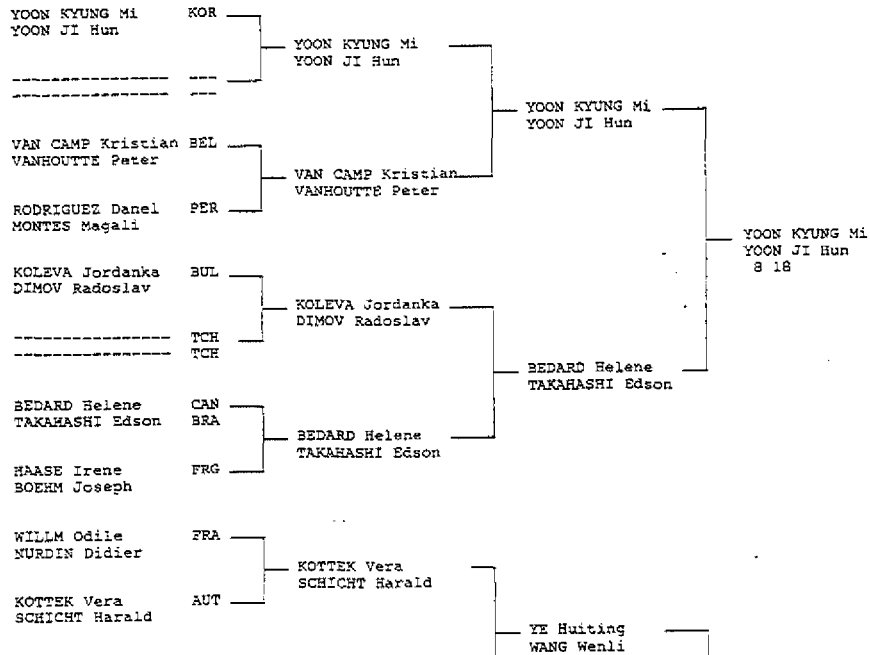 YOON KYUNG Mi KOR
YOON JI Hun
---------------- ---
---------------- ---
VAN CAMP Kristian BEL
VANHOUTTE Peter
RODRIGUEZ Danel PER
MONTES Magali
KOLEVA Jordanka BUL
DIMOV Radoslav
---------------- TCH
---------------- TCH
BEDARD Helene CAN
TAKAHASHI Edson BRA
HAASE Irene FRG
BOEHM Joseph
WILLM Odile FRA
NURDIN Didier
KOTTEK Vera AUT
SCHICHT Harald
YOON KYUNG Mi
YOON JI Hun
VAN CAMP Kristian
VANHOUTTE Peter
KOLEVA Jordanka
DIMOV Radoslav
BEDARD Helene
TAKAHASHI Edson
KOTTEK Vera
SCHICHT Harald
YOON KYUNG Mi
YOON JI Hun
BEDARD Helene
TAKAHASHI Edson
YE Huiting
WANG Wenli
YOON KYUNG Mi
YOON JI Hun
8 18